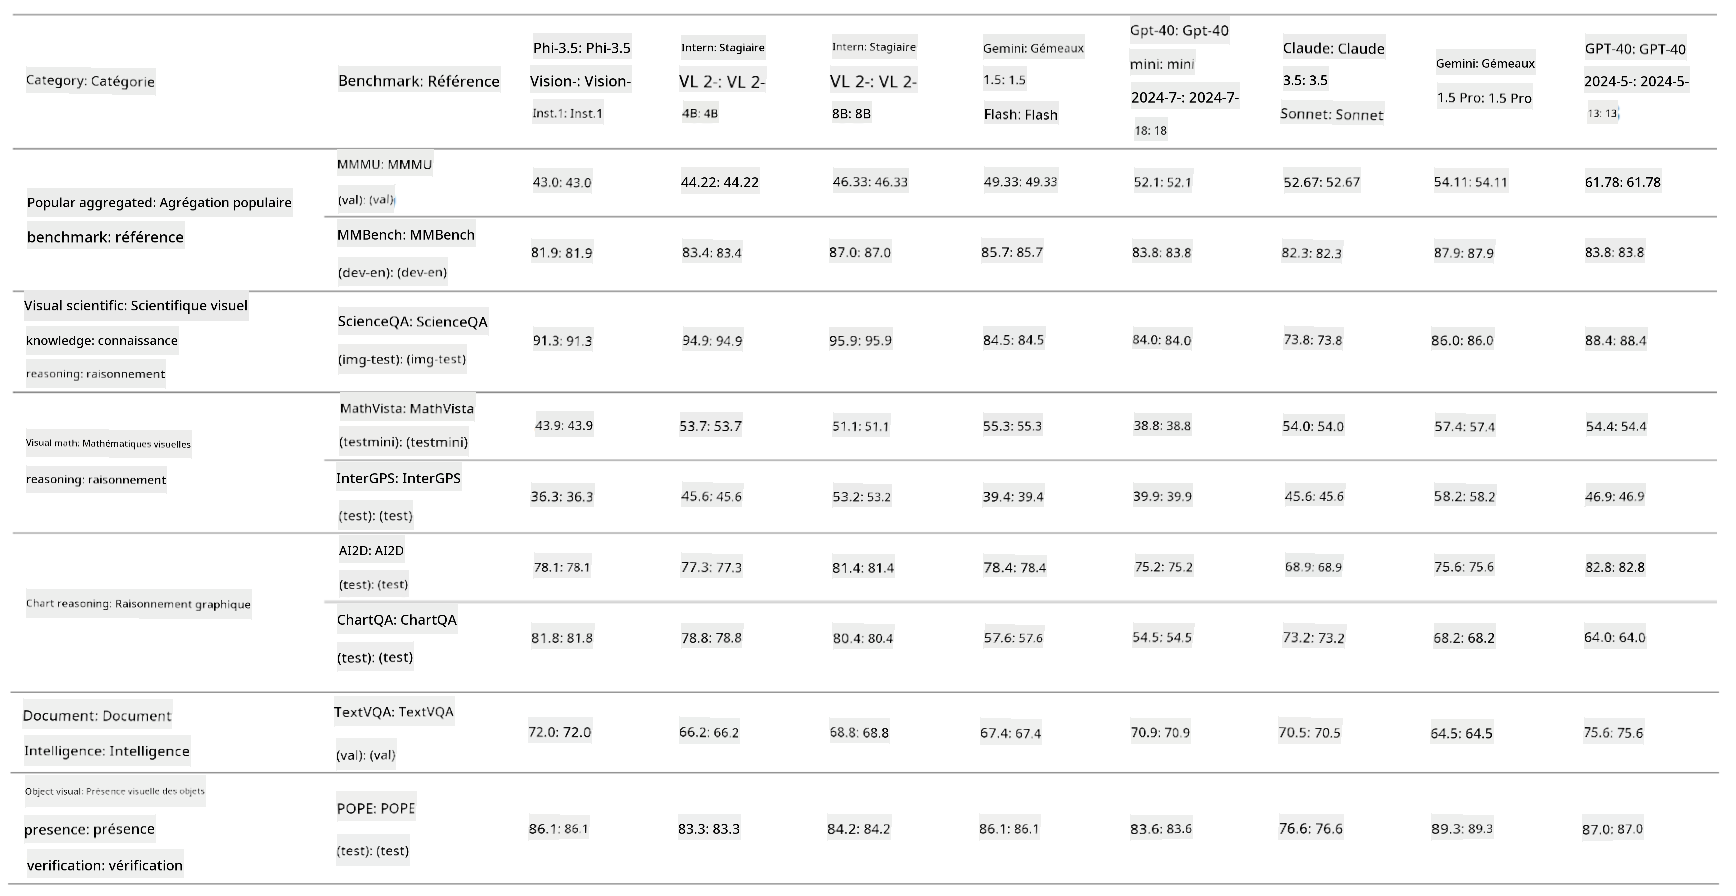 Category: Catégorie
Benchmark: Référence
Phi-3.5: Phi-3.5
Vision-: Vision-
Inst.1: Inst.1
Intern: Stagiaire
VL 2-: VL 2-
4B: 4B
Intern: Stagiaire
VL 2-: VL 2-
8B: 8B
Gemini: Gémeaux
1.5: 1.5
Flash: Flash
Gpt-40: Gpt-40
mini: mini
2024-7-: 2024-7-
18: 18
Claude: Claude
3.5: 3.5
Sonnet: Sonnet
Gemini: Gémeaux
1.5 Pro: 1.5 Pro
GPT-40: GPT-40
2024-5-: 2024-5-
13: 13
Popular aggregated: Agrégation populaire
benchmark: référence
MMMU: MMMU
(val): (val)
43.0: 43.0
44.22: 44.22
46.33: 46.33
49.33: 49.33
52.1: 52.1
52.67: 52.67
54.11: 54.11
61.78: 61.78
MMBench: MMBench
(dev-en): (dev-en)
81.9: 81.9
83.4: 83.4
87.0: 87.0
85.7: 85.7
83.8: 83.8
82.3: 82.3
87.9: 87.9
83.8: 83.8
Visual scientific: Scientifique visuel
knowledge: connaissance
reasoning: raisonnement
ScienceQA: ScienceQA
(img-test): (img-test)
91.3: 91.3
94.9: 94.9
95.9: 95.9
84.5: 84.5
84.0: 84.0
73.8: 73.8
86.0: 86.0
88.4: 88.4
Visual math: Mathématiques visuelles
reasoning: raisonnement
MathVista: MathVista
(testmini): (testmini)
43.9: 43.9
53.7: 53.7
51.1: 51.1
55.3: 55.3
38.8: 38.8
54.0: 54.0
57.4: 57.4
54.4: 54.4
InterGPS: InterGPS
(test): (test)
36.3: 36.3
45.6: 45.6
53.2: 53.2
39.4: 39.4
39.9: 39.9
45.6: 45.6
58.2: 58.2
46.9: 46.9
Chart reasoning: Raisonnement graphique
AI2D: AI2D
(test): (test)
78.1: 78.1
77.3: 77.3
81.4: 81.4
78.4: 78.4
75.2: 75.2
68.9: 68.9
75.6: 75.6
82.8: 82.8
ChartQA: ChartQA
(test): (test)
81.8: 81.8
78.8: 78.8
80.4: 80.4
57.6: 57.6
54.5: 54.5
73.2: 73.2
68.2: 68.2
64.0: 64.0
Document: Document
Intelligence: Intelligence
TextVQA: TextVQA
(val): (val)
72.0: 72.0
66.2: 66.2
68.8: 68.8
67.4: 67.4
70.9: 70.9
70.5: 70.5
64.5: 64.5
75.6: 75.6
Object visual: Présence visuelle des objets
presence: présence
verification: vérification
POPE: POPE
(test): (test)
86.1: 86.1
83.3: 83.3
84.2: 84.2
86.1: 86.1
83.6: 83.6
76.6: 76.6
89.3: 89.3
87.0: 87.0